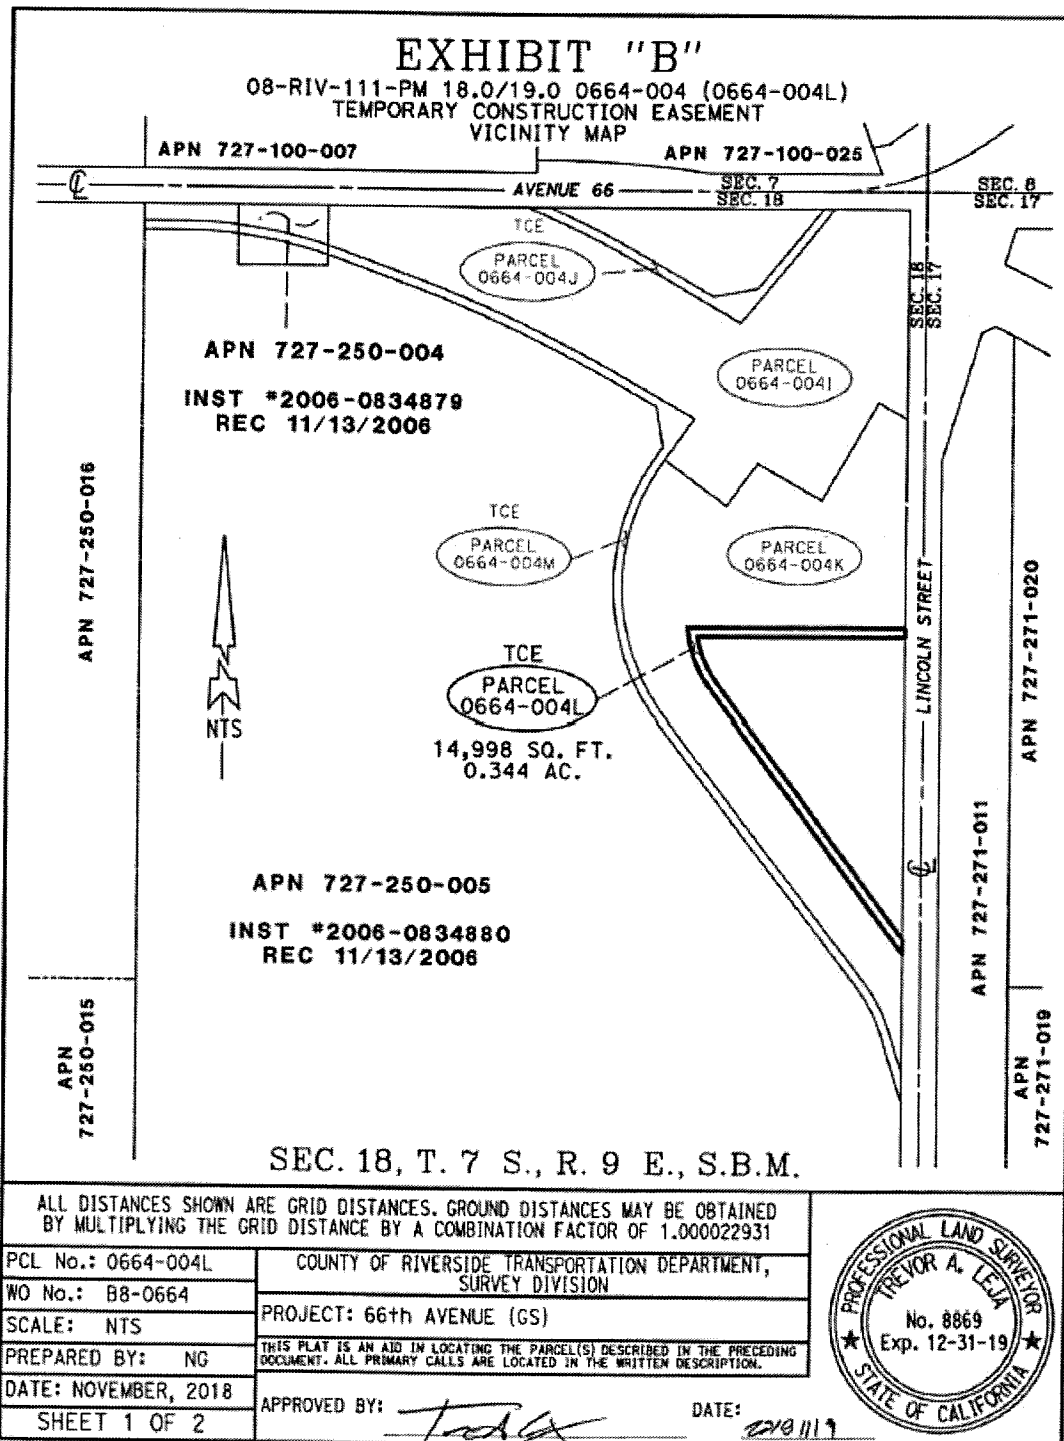 EXHIBIT "B"
08-RIV-111-PM 18.0/19.0 0664-004 (0664-004L)
TEMPORARY CONSTRUCTION EASEMENT
VICINITY MAP
APN 727-100-007
APN 727-100-025
AVENUE 66
SEC. 7
SEC. 18
SEC. 8
SEC. 17
TCE
PARCEL
0664-004J
SEC. 18
SEC. 17
APN 727-250-004
INST #2006-0834879
REC 11/13/2006
PARCEL
0664-004I
APN 727-250-016
TCE
PARCEL
0664-004M
PARCEL
0664-004K
LINCOLN STREET
APN 727-271-020
NTS
TCE
PARCEL
0664-004L
14,998 SQ. FT.
0.344 AC.
APN 727-271-011
APN 727-250-005
INST #2006-0834880
REC 11/13/2006
APN
727-250-015
APN
727-271-019
SEC. 18, T. 7 S., R. 9 E., S.B.M.
ALL DISTANCES SHOWN ARE GRID DISTANCES. GROUND DISTANCES MAY BE OBTAINED
BY MULTIPLYING THE GRID DISTANCE BY A COMBINATION FACTOR OF 1.000022931
PCL No.: 0664-004L
WO No.: B8-0664
SCALE: NTS
PREPARED BY: NG
DATE: NOVEMBER, 2018
SHEET 1 OF 2
COUNTY OF RIVERSIDE TRANSPORTATION DEPARTMENT,
SURVEY DIVISION
PROJECT: 66th AVENUE (GS)
THIS PLAT IS AN AID IN LOCATING THE PARCEL(S) DESCRIBED IN THE PRECEDING
DOCUMENT. ALL PRIMARY CALLS ARE LOCATED IN THE WRITTEN DESCRIPTION.
APPROVED BY:
DATE:
PROFESSIONAL LAND SURVEYOR
TREVOR A. LEJA
No. 8869
Exp. 12-31-19
STATE OF CALIFORNIA